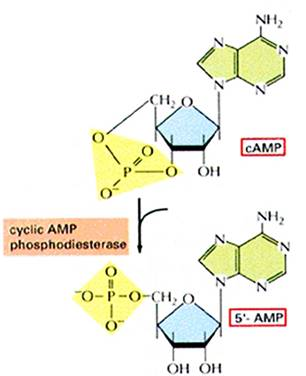 NH₂
N
N
N
N
CH₂
O
O
O
P
O
O⁻
OH
cAMP
cyclic AMP
phosphodiesterase
NH₂
N
N
N
N
O
⁻O-P-O-CH₂
O
O⁻
5'- AMP
OH OH